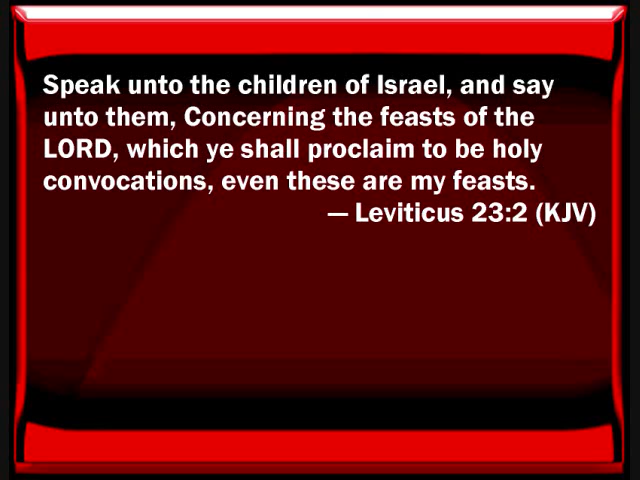 Speak unto the children of Israel, and say
unto them, Concerning the feasts of the
LORD, which ye shall proclaim to be holy
convocations, even these are my feasts.
— Leviticus 23:2 (KJV)